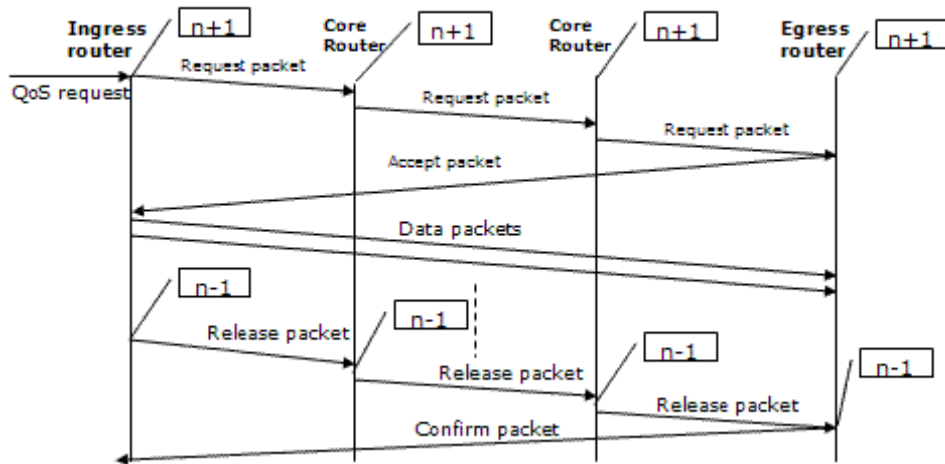 Ingress
router
n+1
Core
Router
n+1
Core
Router
n+1
Egress
router
n+1
QoS request
Request packet
Request packet
Request packet
Accept packet
Data packets
n-1
Release packet
n-1
Release packet
n-1
Release packet
n-1
Confirm packet